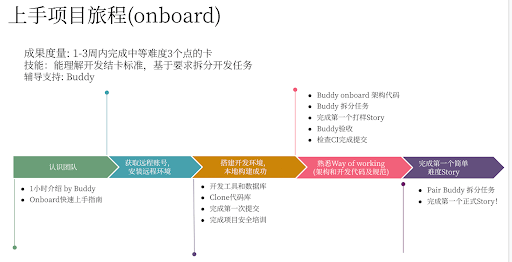 上手项目旅程(onboard)
成果度量: 1-3周内完成中等难度3个点的卡
技能: 能理解开发结卡标准，基于要求拆分开发任务
辅导支持: Buddy
• Buddy onboard 架构代码
• Buddy 拆分任务
• 完成第一个打样Story
• Buddy验收
• 检查CI完成提交
认识团队
获取远程账号，
安装远程环境
搭建开发环境，
本地构建成功
熟悉Way of working
(架构和开发代码及规范)
完成第一个简单
难度Story
• 1小时介绍 by Buddy
• Onboard快速上手指南
• 开发工具和数据库
• Clone代码库
• 完成第一次提交
• 完成项目安全培训
• Pair Buddy 拆分任务
• 完成第一个正式Story!